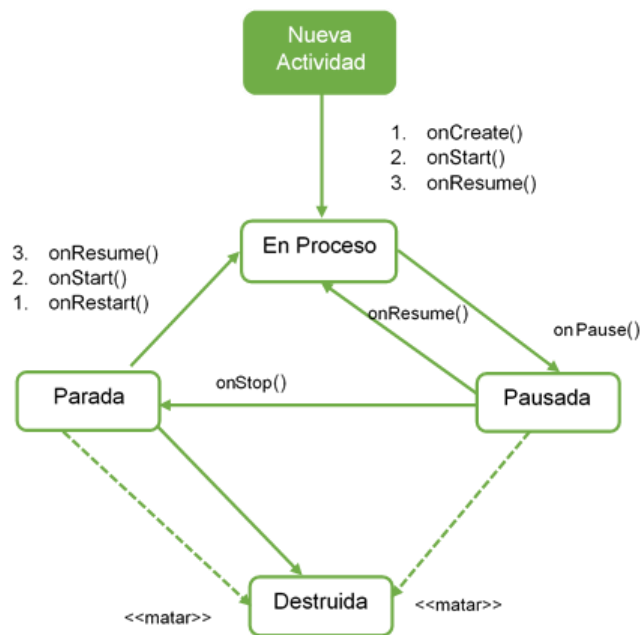 Nueva
Actividad
1. onCreate()
2. onStart()
3. onResume()
En Proceso
3. onResume()
2. onStart()
1. onRestart()
onResume()
onPause()
onStop()
Parada
Pausada
Destruida
<<matar>>
<<matar>>